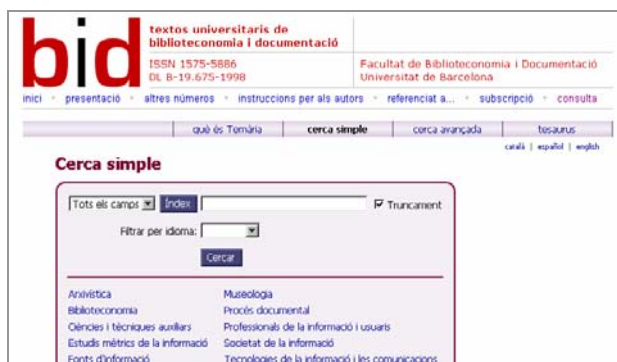 bid
textos universitaris de
biblioteconomia i documentació
ISSN 1575-5886
DL B-19.675-1998
Facultat de Biblioteconomia i Documentació
Universitat de Barcelona
inici · presentació · altres números · instruccions per als autors · referenciat a... · subscripció · consulta
què és Temària | cerca simple | cerca avançada | tesaurus
català | español | english
Cerca simple
Tots els camps Índex Truncament
Filtrar per idioma:
Cercar
Arxivística Museologia
Biblioteconomia Procés documental
Ciències i tècniques auxiliars Professionals de la informació i usuaris
Estudis mètrics de la informació Societat de la informació
Fonts d'informació Tecnologies de la informació i les comunicacions